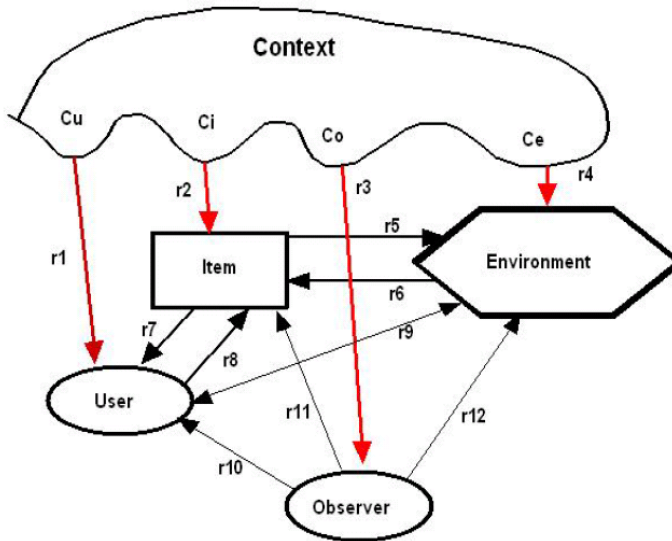 Context
Cu
Ci
Co
Ce
r2
r3
r4
r5
r1
Item
Environment
r6
r7
r9
r8
User
r11
r12
r10
Observer